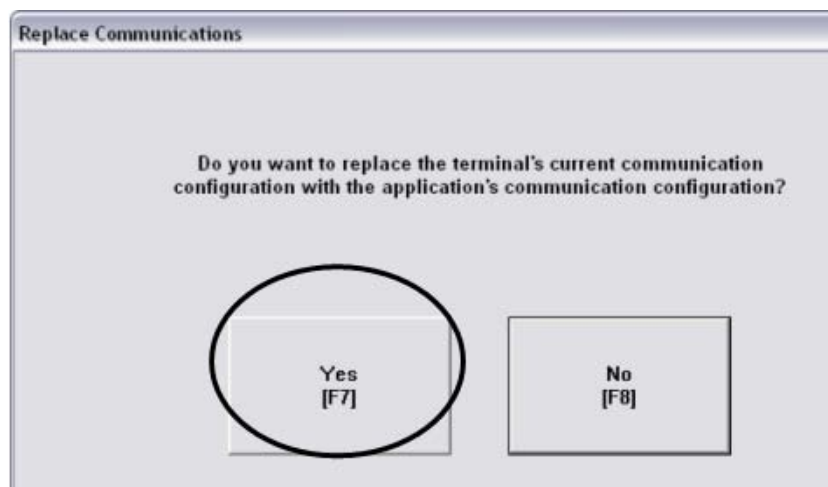 Replace Communications
Do you want to replace the terminal's current communication
configuration with the application's communication configuration?
Yes
[F7]
No
[F8]